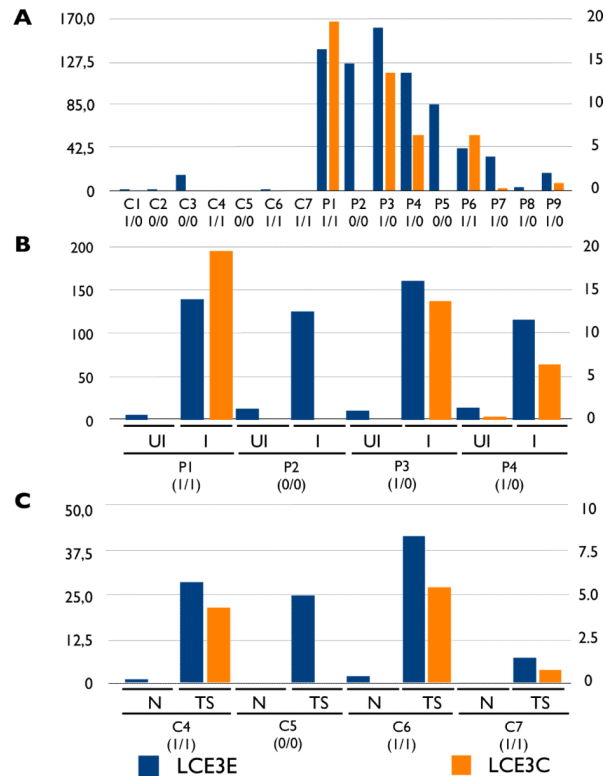 A
170,0 20
127,5 15
85,0 10
42,5 5
0 0
C1 C2 C3 C4 C5 C6 C7 P1 P2 P3 P4 P5 P6 P7 P8 P9
1/0 0/0 0/0 1/1 0/0 1/1 1/1 1/1 0/0 1/0 1/0 0/0 1/1 1/0 1/0 1/0
B
200 20
150 15
100 10
50 5
0 0
UI I UI I UI I UI I
P1 P2 P3 P4
(1/1) (0/0) (1/0) (1/0)
C
50,0 10
37,5 7.5
25,0 5.0
12,5 2.5
0 0
N TS N TS N TS N TS
C4 C5 C6 C7
(1/1) (0/0) (1/1) (1/1)
LCE3E LCE3C